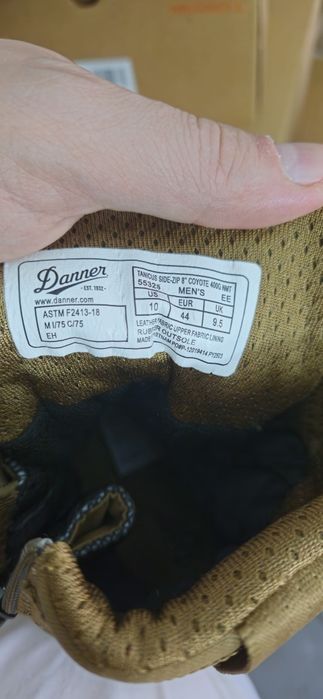 Danner
- EST. 1932 -
www.danner.com
ASTM F2413-18
M I/75 C/75
EH
TANICUS SIDE-ZIP 8" COYOTE 400G NMT
55325 MEN'S EE
US EUR UK
10 44 9.5
LEATHER/FABRIC UPPER FABRIC LINING
RUBBER OUTSOLE